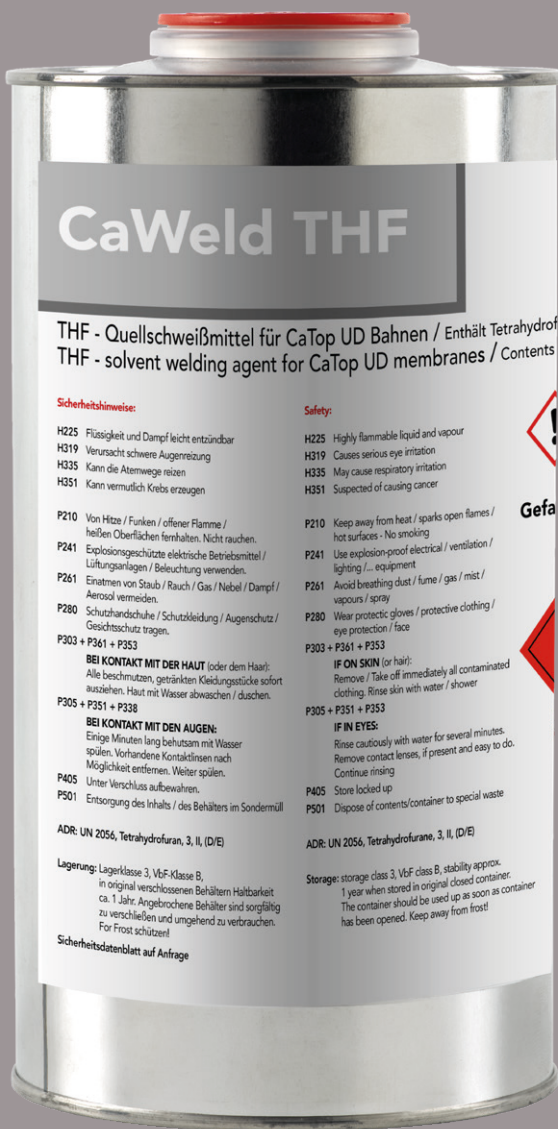 CaWeld THF
THF - Quellschweißmittel für CaTop UD Bahnen / Enthält Tetrahydrof
THF - solvent welding agent for CaTop UD membranes / Contents
Sicherheitshinweise:
H225 Flüssigkeit und Dampf leicht entzündbar
H319 Verursacht schwere Augenreizung
H335 Kann die Atemwege reizen
H351 Kann vermutlich Krebs erzeugen
P210 Von Hitze / Funken / offener Flamme /
heißen Oberflächen fernhalten. Nicht rauchen.
P241 Explosionsgeschützte elektrische Betriebsmittel /
Lüftungsanlagen / Beleuchtung verwenden.
P261 Einatmen von Staub / Rauch / Gas / Nebel / Dampf /
Aerosol vermeiden.
P280 Schutzhandschuhe / Schutzkleidung / Augenschutz /
Gesichtsschutz tragen.
P303 + P361 + P353
BEI KONTAKT MIT DER HAUT (oder dem Haar):
Alle beschmutzen, getränkten Kleidungsstücke sofort
ausziehen. Haut mit Wasser abwaschen / duschen.
P305 + P351 + P338
BEI KONTAKT MIT DEN AUGEN:
Einige Minuten lang behutsam mit Wasser
spülen. Vorhandene Kontaktlinsen nach
Möglichkeit entfernen. Weiter spülen.
P405 Unter Verschluss aufbewahren.
P501 Entsorgung des Inhalts / des Behälters im Sondermüll
ADR: UN 2056, Tetrahydrofuran, 3, II, (D/E)
Lagerung: Lagerklasse 3, VbF-Klasse B,
in original verschlossenen Behältern Haltbarkeit
ca. 1 Jahr. Angebrochene Behälter sind sorgfältig
zu verschließen und umgehend zu verbrauchen.
For Frost schützen!
Sicherheitsdatenblatt auf Anfrage
Safety:
H225 Highly flammable liquid and vapour
H319 Causes serious eye irritation
H335 May cause respiratory irritation
H351 Suspected of causing cancer
P210 Keep away from heat / sparks open flames /
hot surfaces - No smoking
P241 Use explosion-proof electrical / ventilation /
lighting /... equipment
P261 Avoid breathing dust / fume / gas / mist /
vapours / spray
P280 Wear protectic gloves / protective clothing /
eye protection / face
P303 + P361 + P353
IF ON SKIN (or hair):
Remove / Take off immediately all contaminated
clothing. Rinse skin with water / shower
P305 + P351 + P353
IF IN EYES:
Rinse cautiously with water for several minutes.
Remove contact lenses, if present and easy to do.
Continue rinsing
P405 Store locked up
P501 Dispose of contents/container to special waste
ADR: UN 2056, Tetrahydrofurane, 3, II, (D/E)
Storage: storage class 3, VbF class B, stability approx.
1 year when stored in original closed container.
The container should be used up as soon as container
has been opened. Keep away from frost!
Gefa